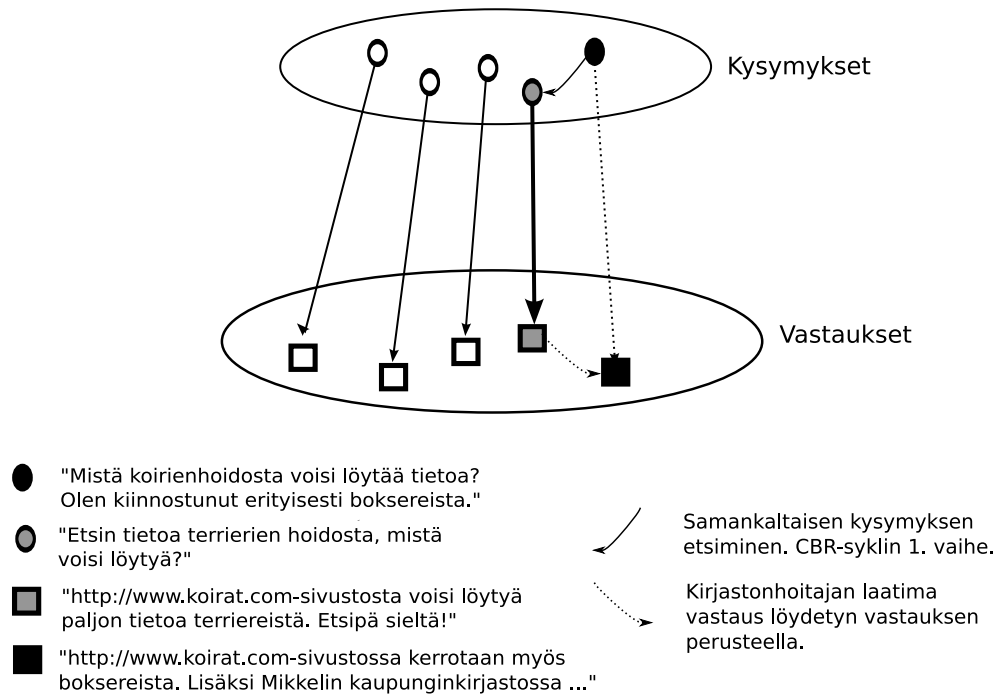 Kysymykset
Vastaukset
"Mistä koirienhoidosta voisi löytää tietoa?
Olen kiinnostunut erityisesti boksereista."
"Etsin tietoa terrierien hoidosta, mistä
voisi löytyä?"
"http://www.koirat.com-sivustosta voisi löytyä
paljon tietoa terriereistä. Etsipä sieltä!"
"http://www.koirat.com-sivustossa kerrotaan myös
boksereista. Lisäksi Mikkelin kaupunginkirjastossa ..."
Samankaltaisen kysymyksen
etsiminen. CBR-syklin 1. vaihe.
Kirjastonhoitajan laatima
vastaus löydetyn vastauksen
perusteella.